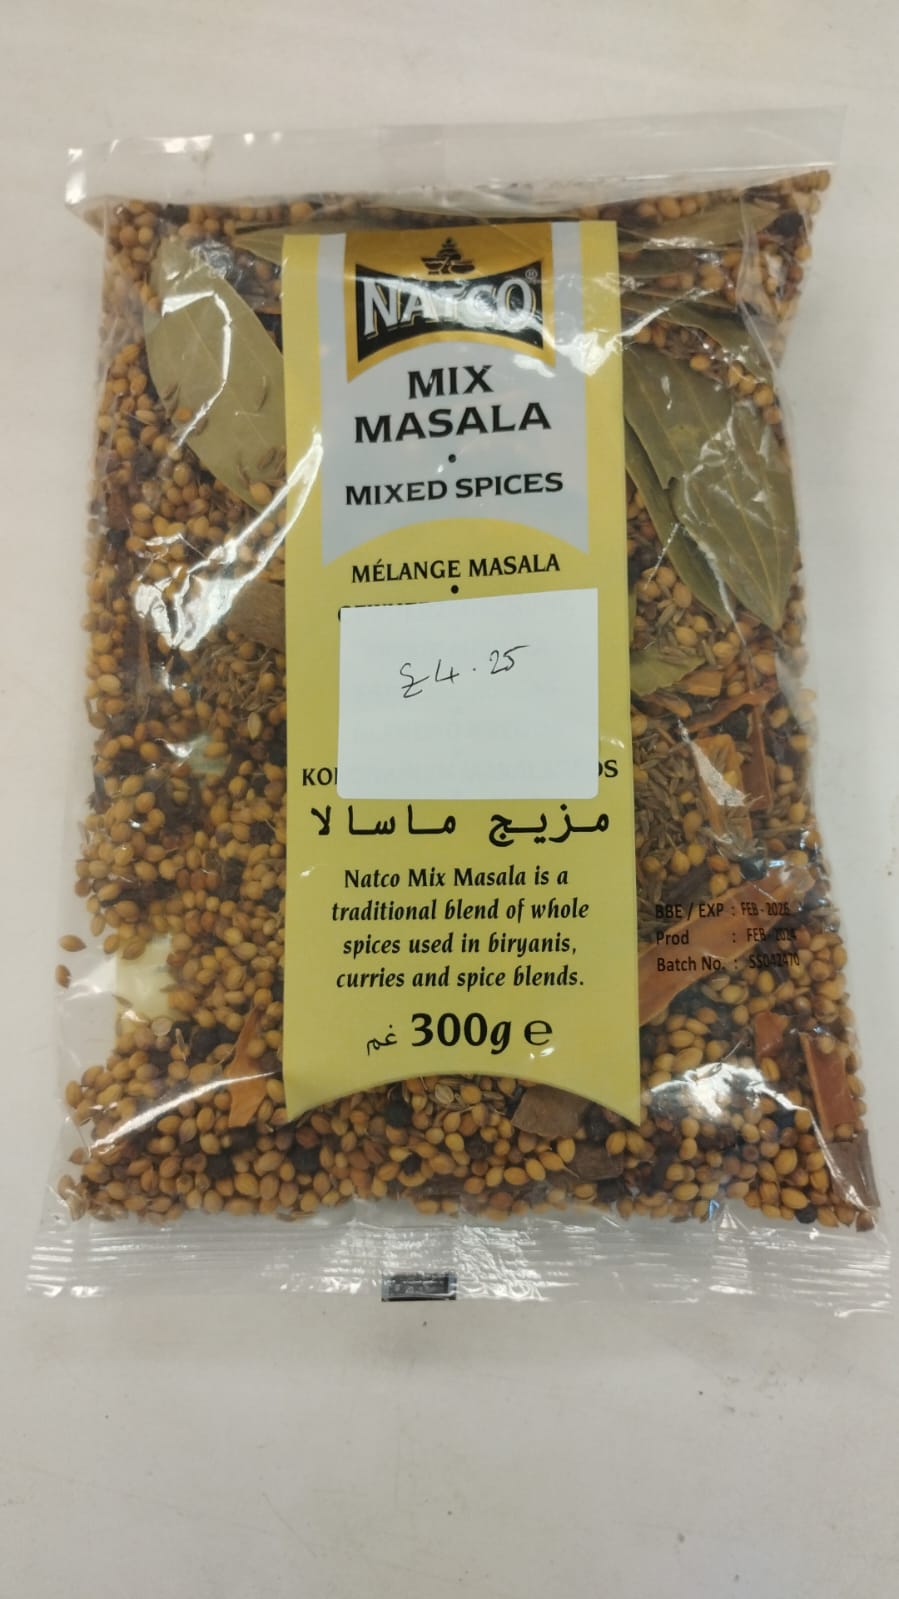 NATCO®
MIX
MASALA
•
MIXED SPICES
MÉLANGE MASALA
•
£4.25
مزيج ماسالا
Natco Mix Masala is a
traditional blend of whole
spices used in biryanis,
curries and spice blends.
غم 300g e
BBE / EXP : FEB-2026
Prod : FEB-2024
Batch No. : SS042470